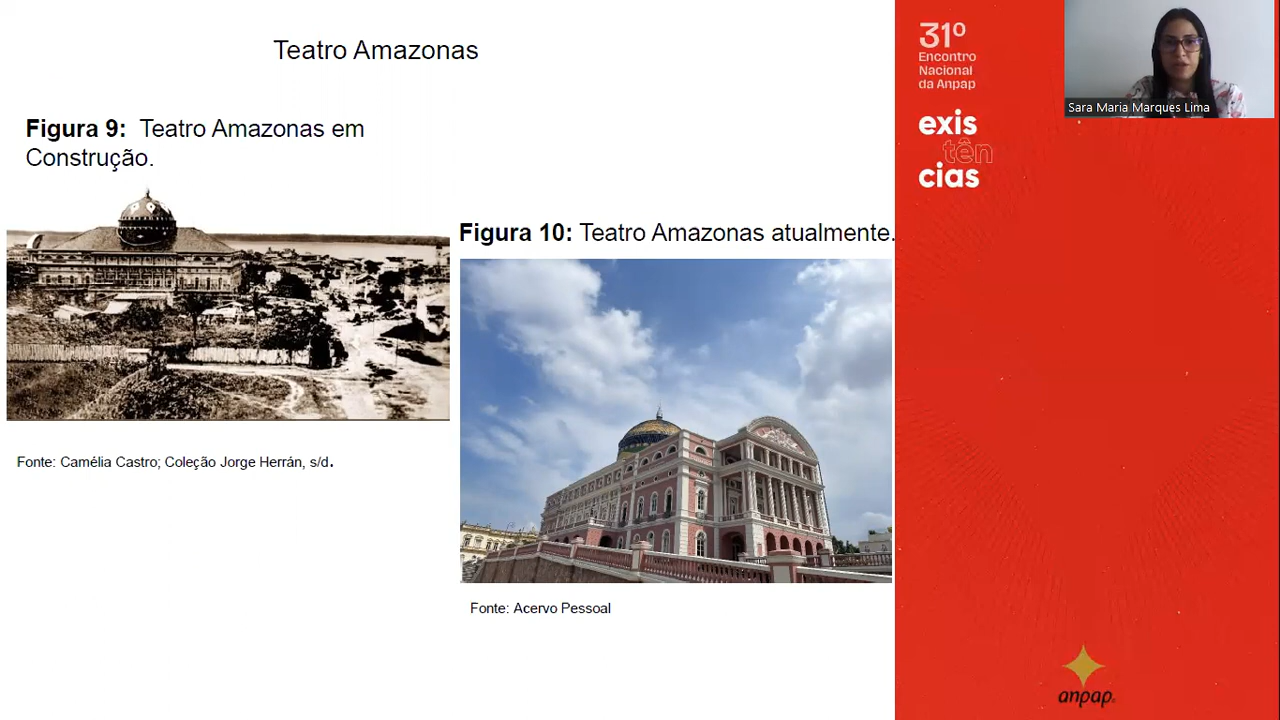 Teatro Amazonas
Figura 9: Teatro Amazonas em
Construção.
Fonte: Camélia Castro; Coleção Jorge Herrán, s/d.
Figura 10: Teatro Amazonas atualmente.
Fonte: Acervo Pessoal
31º
Encontro
Nacional
da Anpap
exis
tên
cias
Sara Maria Marques Lima
anpap